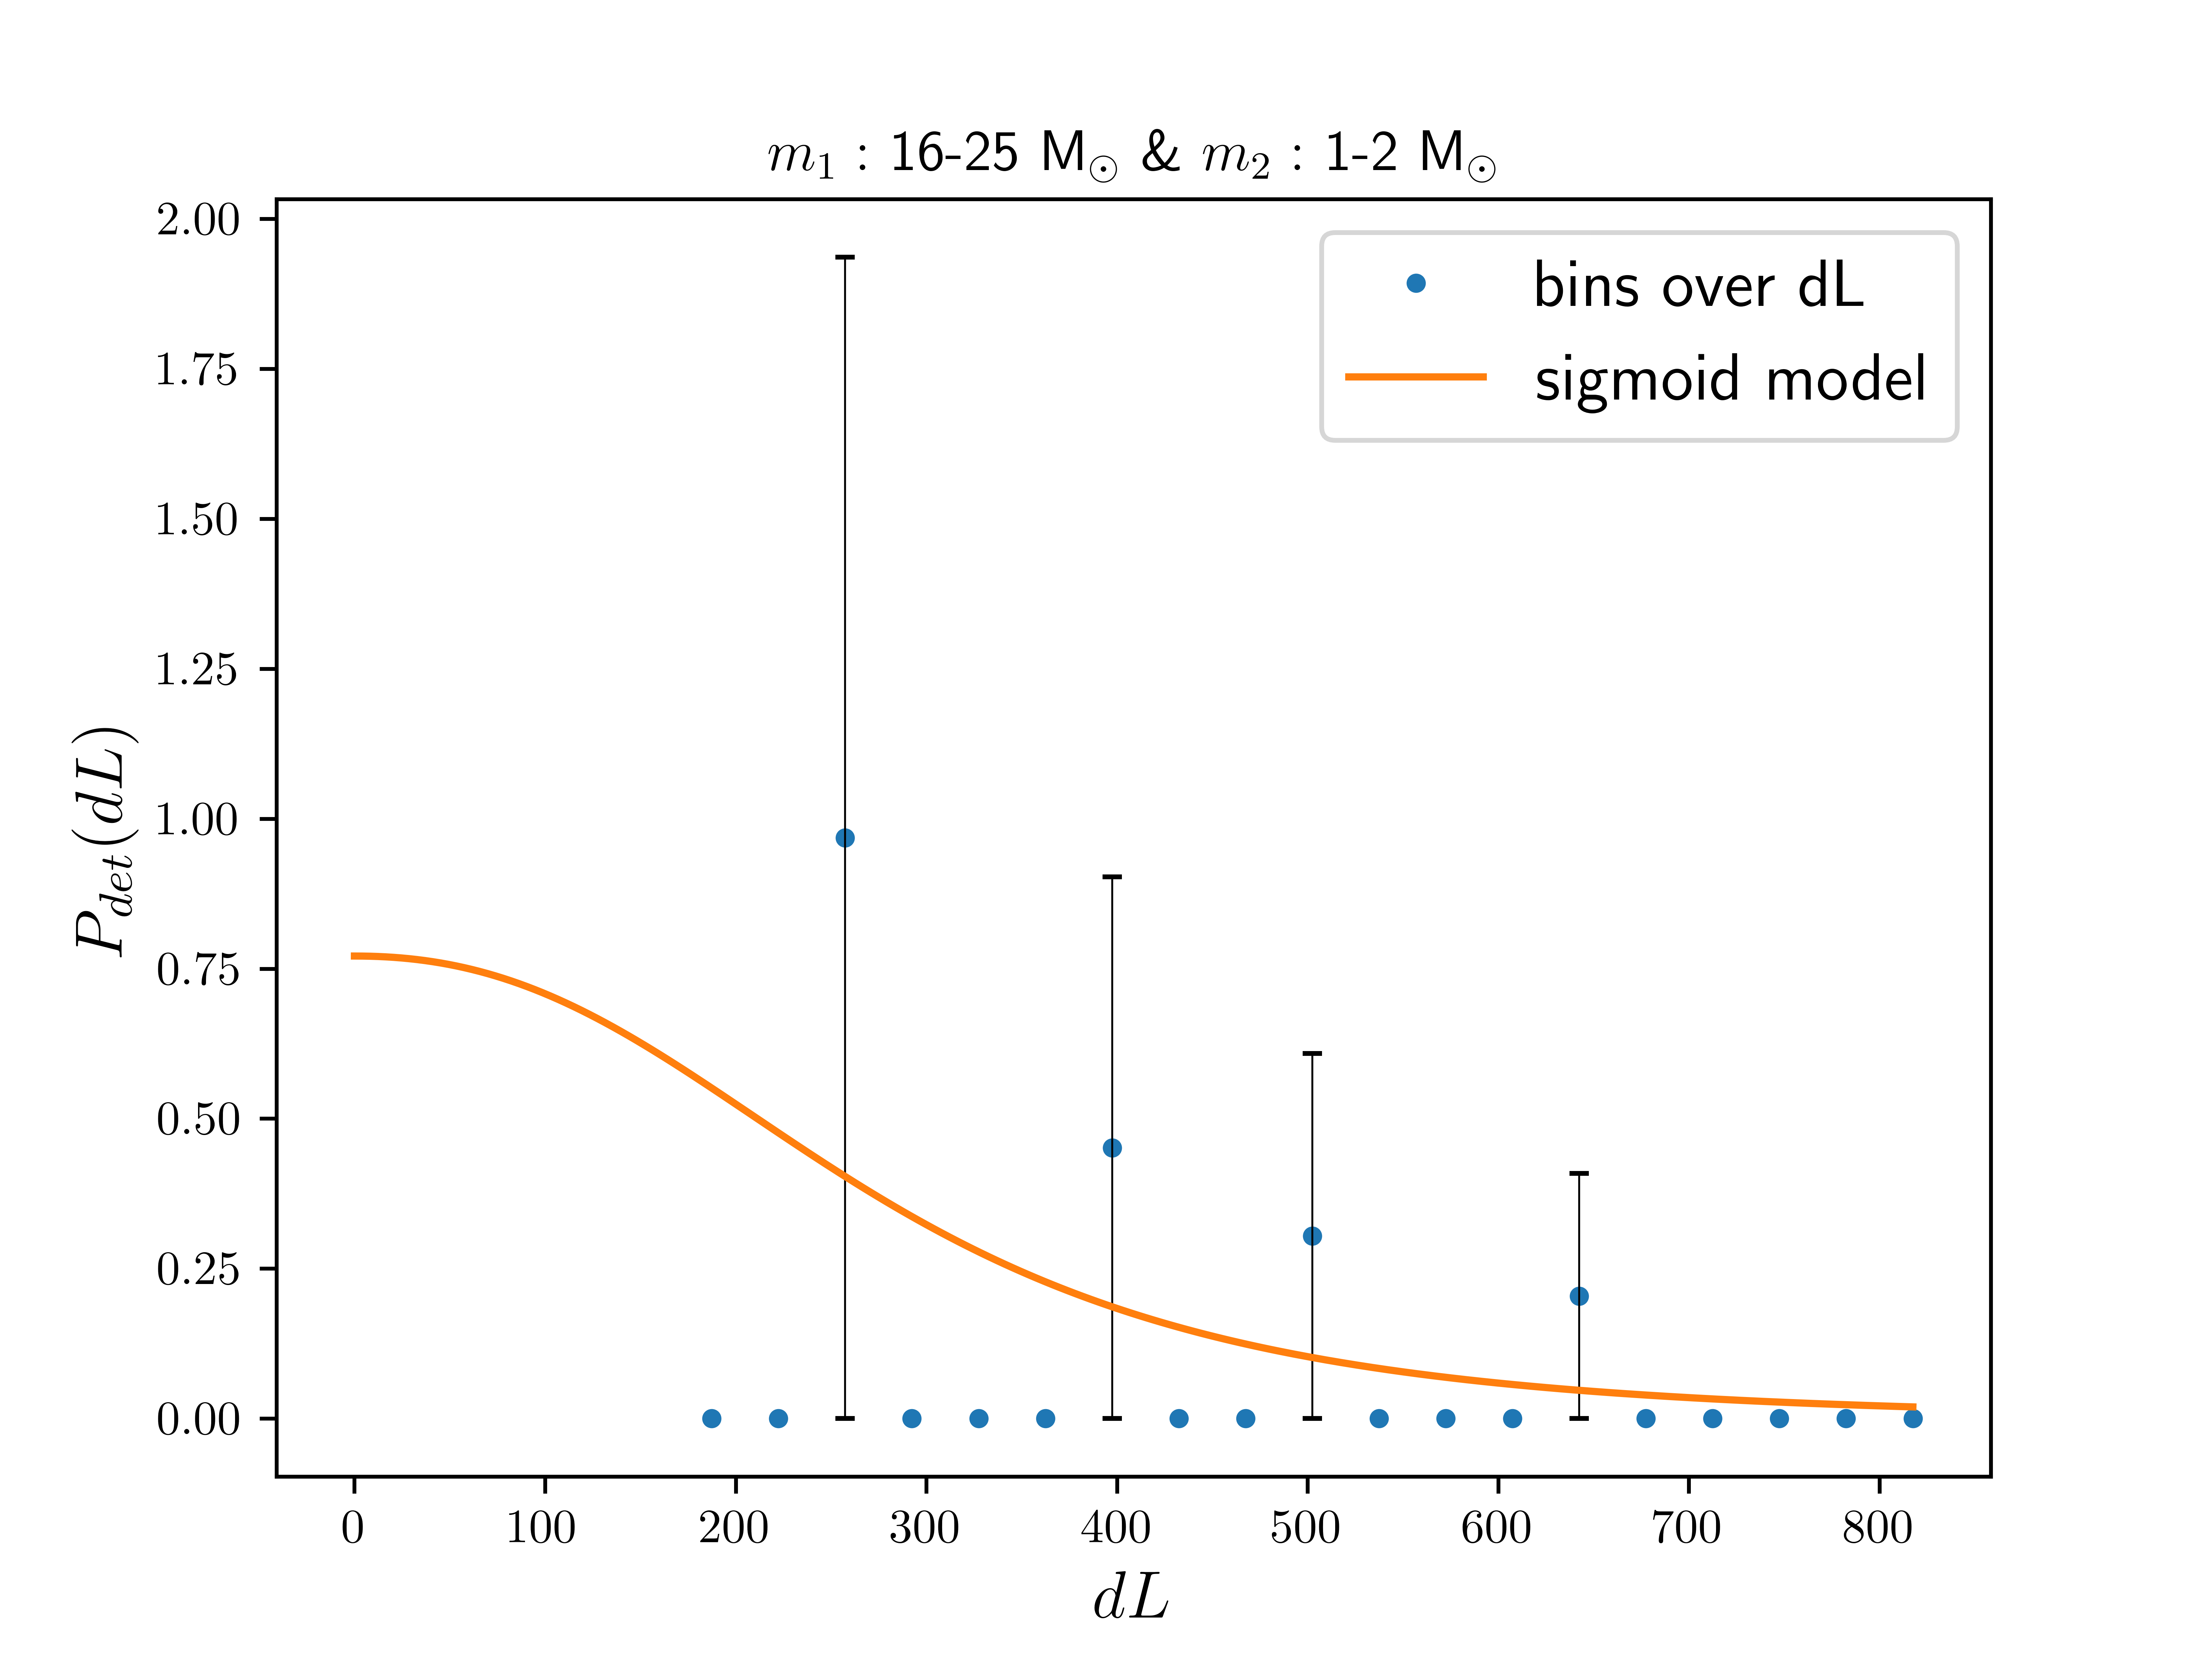 m₁ : 16-25 M⊙ & m₂ : 1-2 M⊙
bins over dL
sigmoid model
2.00
1.75
1.50
1.25
1.00
0.75
0.50
0.25
0.00
P_det(dL)
0 100 200 300 400 500 600 700 800
dL